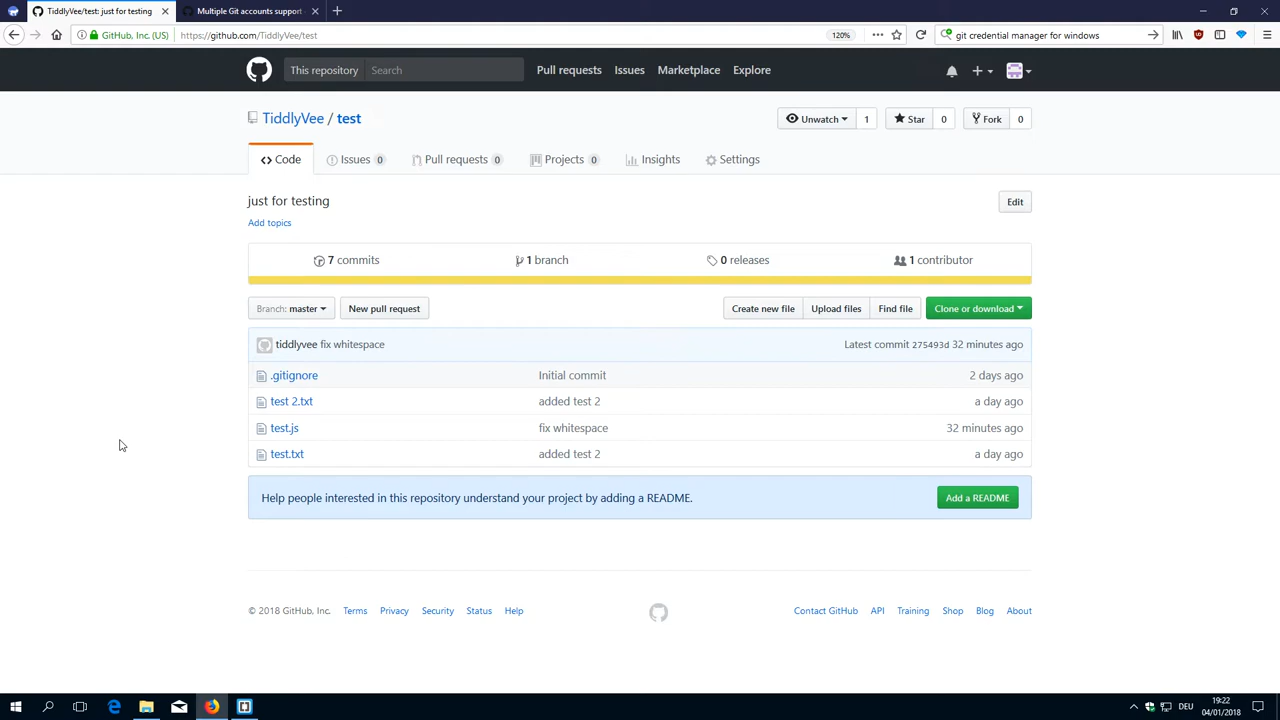 TiddlyVee/test: just for testing
Multiple Git accounts support
GitHub, Inc. (US)
https://github.com/TiddlyVee/test
120%
git credential manager for windows
This repository
Search
Pull requests
Issues
Marketplace
Explore
TiddlyVee / test
Unwatch 1
Star 0
Fork 0
Code
Issues 0
Pull requests 0
Projects 0
Insights
Settings
just for testing
Edit
Add topics
7 commits
1 branch
0 releases
1 contributor
Branch: master
New pull request
Create new file
Upload files
Find file
Clone or download
tiddlyvee fix whitespace
Latest commit 275493d 32 minutes ago
.gitignore
Initial commit
2 days ago
test 2.txt
added test 2
a day ago
test.js
fix whitespace
32 minutes ago
test.txt
added test 2
a day ago
Help people interested in this repository understand your project by adding a README.
Add a README
© 2018 GitHub, Inc.
Terms
Privacy
Security
Status
Help
Contact GitHub
API
Training
Shop
Blog
About
DEU
19:22
04/01/2018